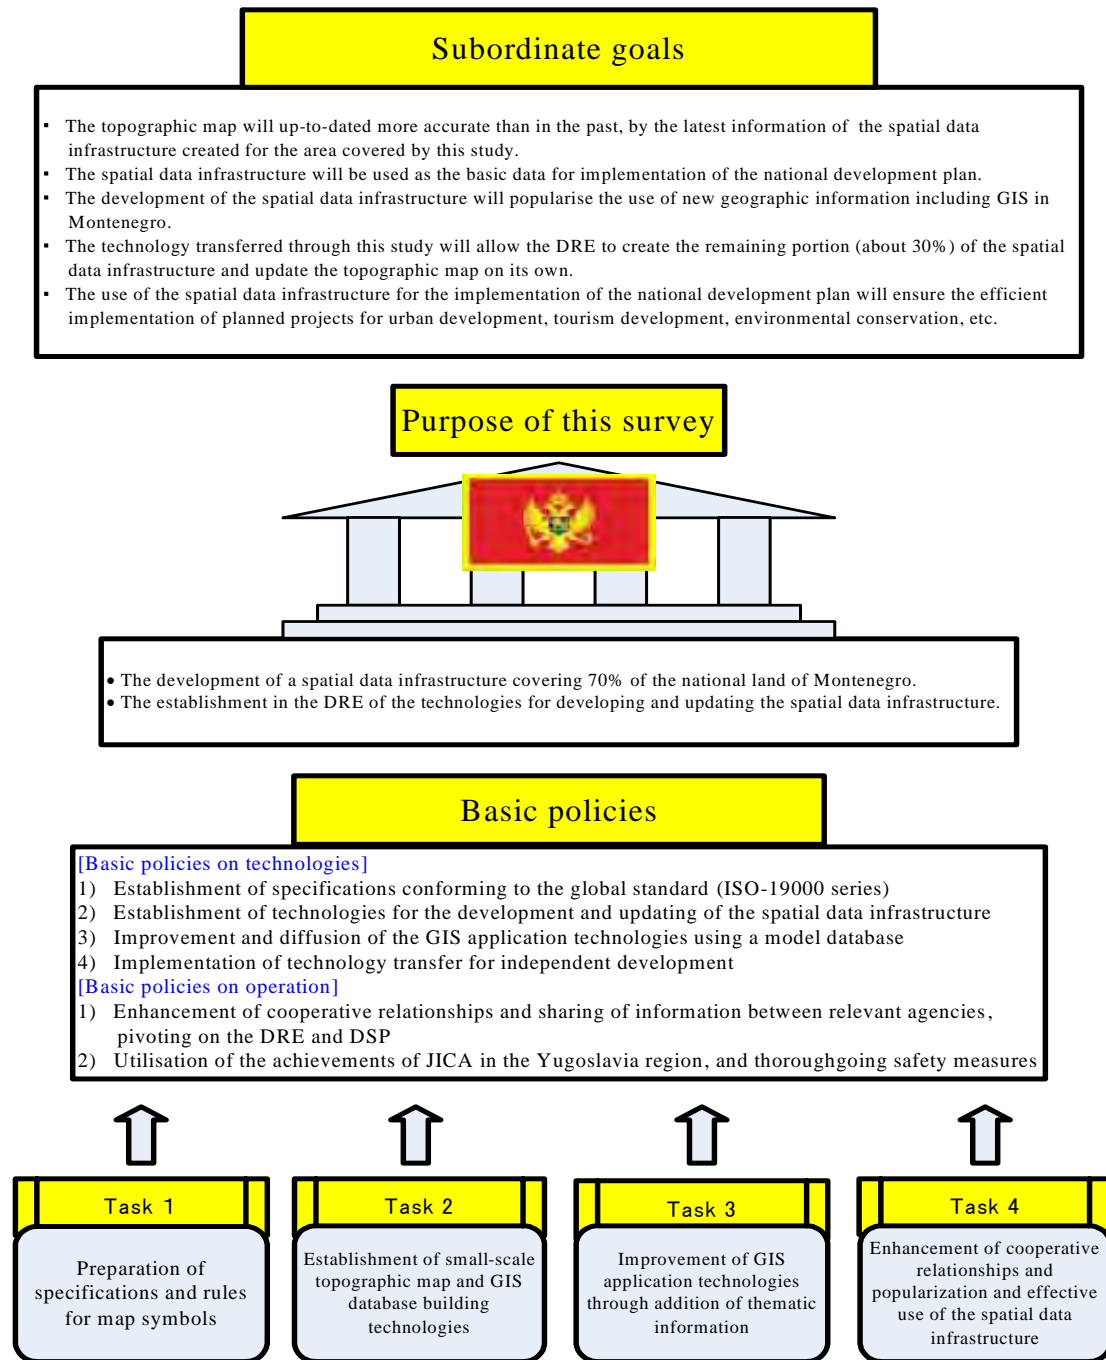 Subordinate goals
▪ The topographic map will up-to-dated more accurate than in the past, by the latest information of the spatial data
infrastructure created for the area covered by this study.
▪ The spatial data infrastructure will be used as the basic data for implementation of the national development plan.
▪ The development of the spatial data infrastructure will popularise the use of new geographic information including GIS in
Montenegro.
▪ The technology transferred through this study will allow the DRE to create the remaining portion (about 30%) of the spatial
data infrastructure and update the topographic map on its own.
▪ The use of the spatial data infrastructure for the implementation of the national development plan will ensure the efficient
implementation of planned projects for urban development, tourism development, environmental conservation, etc.
Purpose of this survey
● The development of a spatial data infrastructure covering 70% of the national land of Montenegro.
● The establishment in the DRE of the technologies for developing and updating the spatial data infrastructure.
Basic policies
[Basic policies on technologies]
1) Establishment of specifications conforming to the global standard (ISO-19000 series)
2) Establishment of technologies for the development and updating of the spatial data infrastructure
3) Improvement and diffusion of the GIS application technologies using a model database
4) Implementation of technology transfer for independent development
[Basic policies on operation]
1) Enhancement of cooperative relationships and sharing of information between relevant agencies,
pivoting on the DRE and DSP
2) Utilisation of the achievements of JICA in the Yugoslavia region, and thoroughgoing safety measures
Task 1
Preparation of
specifications and rules
for map symbols
Task 2
Establishment of small-scale
topographic map and GIS
database building
technologies
Task 3
Improvement of GIS
application technologies
through addition of thematic
information
Task 4
Enhancement of cooperative
relationships and
popularization and effective
use of the spatial data
infrastructure